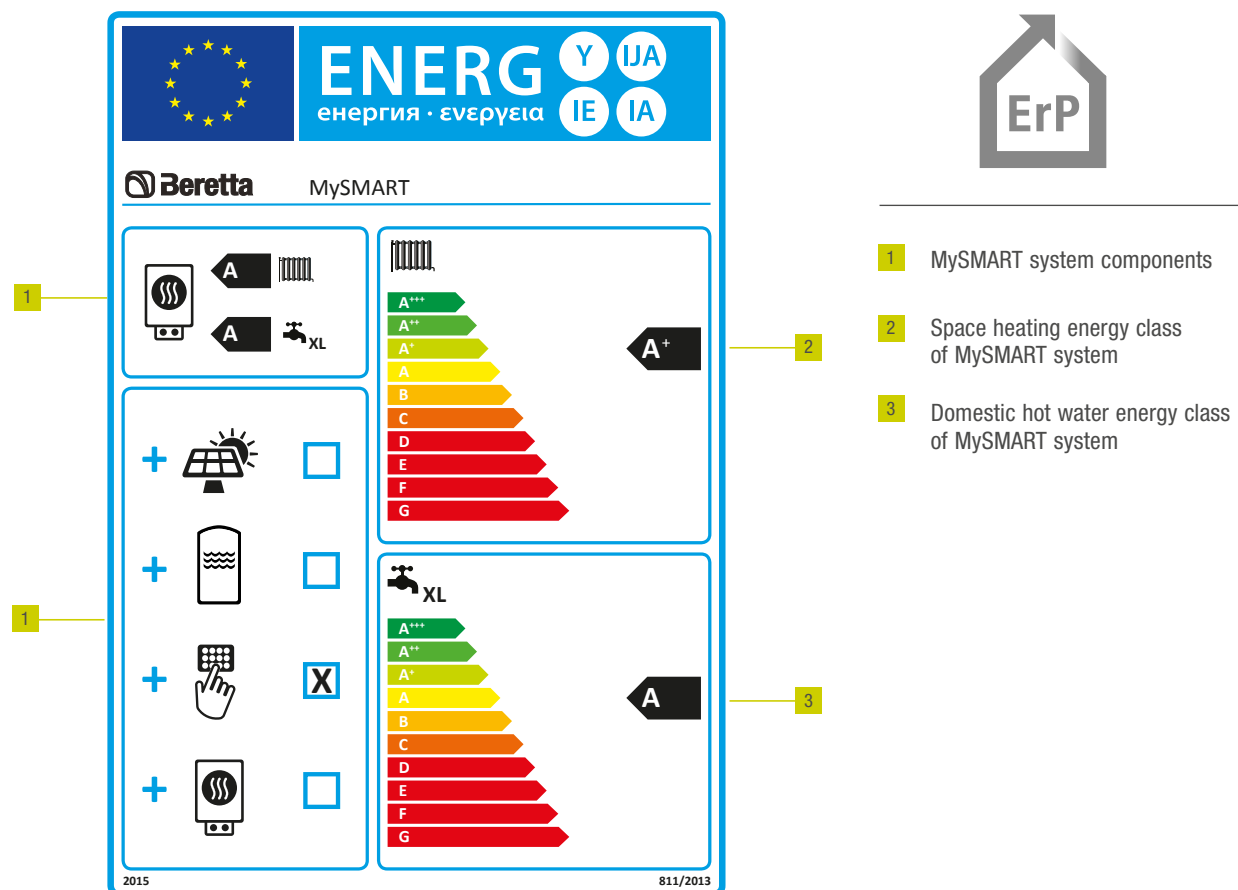 ENERG
Y IJA
IE IA
енергия · ενεργεια
Beretta MySMART
1
A
A
XL
X
1
A+++
A++
A+
A
B
C
D
E
F
G
A+
2
XL
A+++
A++
A+
A
B
C
D
E
F
G
A
3
2015
811/2013
ErP
1 MySMART system components
2 Space heating energy class
of MySMART system
3 Domestic hot water energy class
of MySMART system